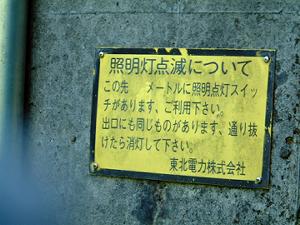 照明灯点滅について
この先　　メートルに照明点灯スイッ
チがあります、ご利用下さい。
出口にも同じものがあります、通り抜
けたら消灯して下さい。
東北電力株式会社